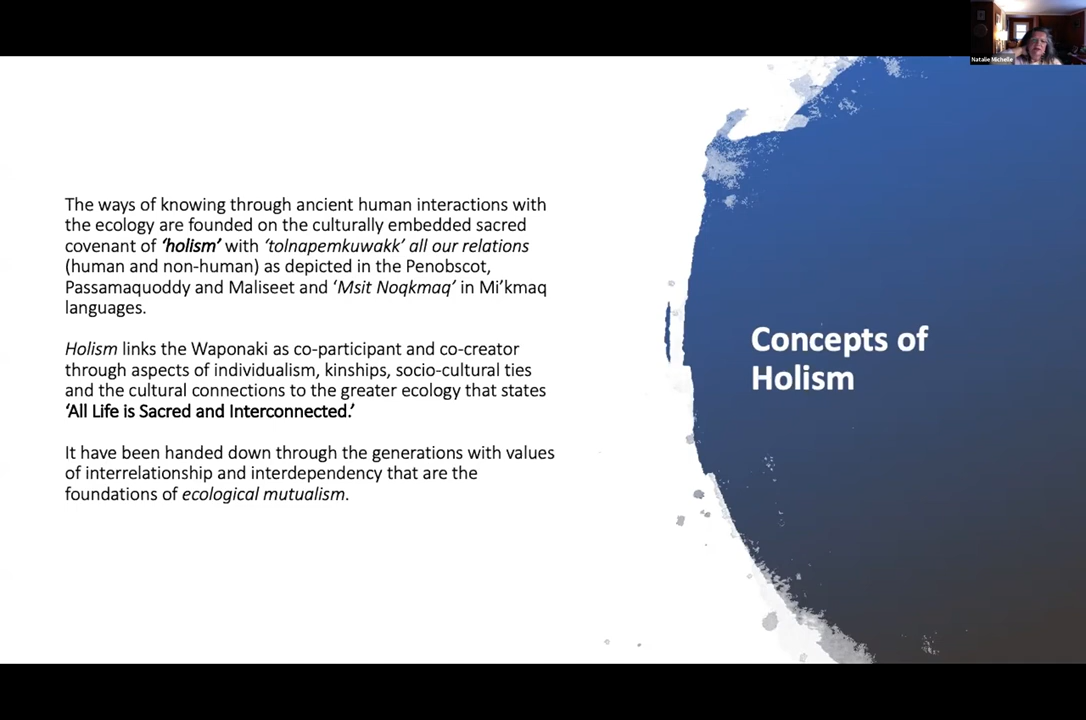 Natalie Michelle
The ways of knowing through ancient human interactions with
the ecology are founded on the culturally embedded sacred
covenant of ‘holism’ with ‘tolnapemkuwakk’ all our relations
(human and non-human) as depicted in the Penobscot,
Passamaquoddy and Maliseet and ‘Msit Noqkmaq’ in Mi’kmaq
languages.
Holism links the Waponaki as co-participant and co-creator
through aspects of individualism, kinships, socio-cultural ties
and the cultural connections to the greater ecology that states
‘All Life is Sacred and Interconnected.’
It have been handed down through the generations with values
of interrelationship and interdependency that are the
foundations of ecological mutualism.
Concepts of
Holism